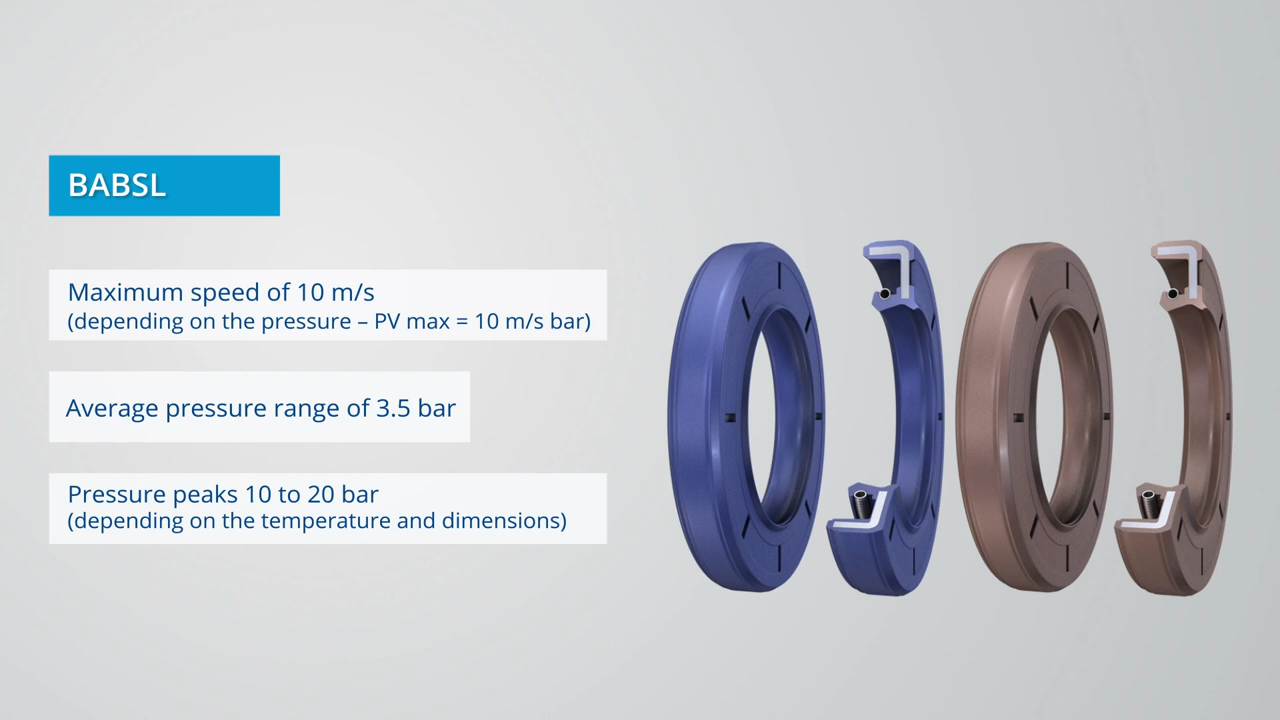 BABSL
Maximum speed of 10 m/s
(depending on the pressure – PV max = 10 m/s bar)
Average pressure range of 3.5 bar
Pressure peaks 10 to 20 bar
(depending on the temperature and dimensions)